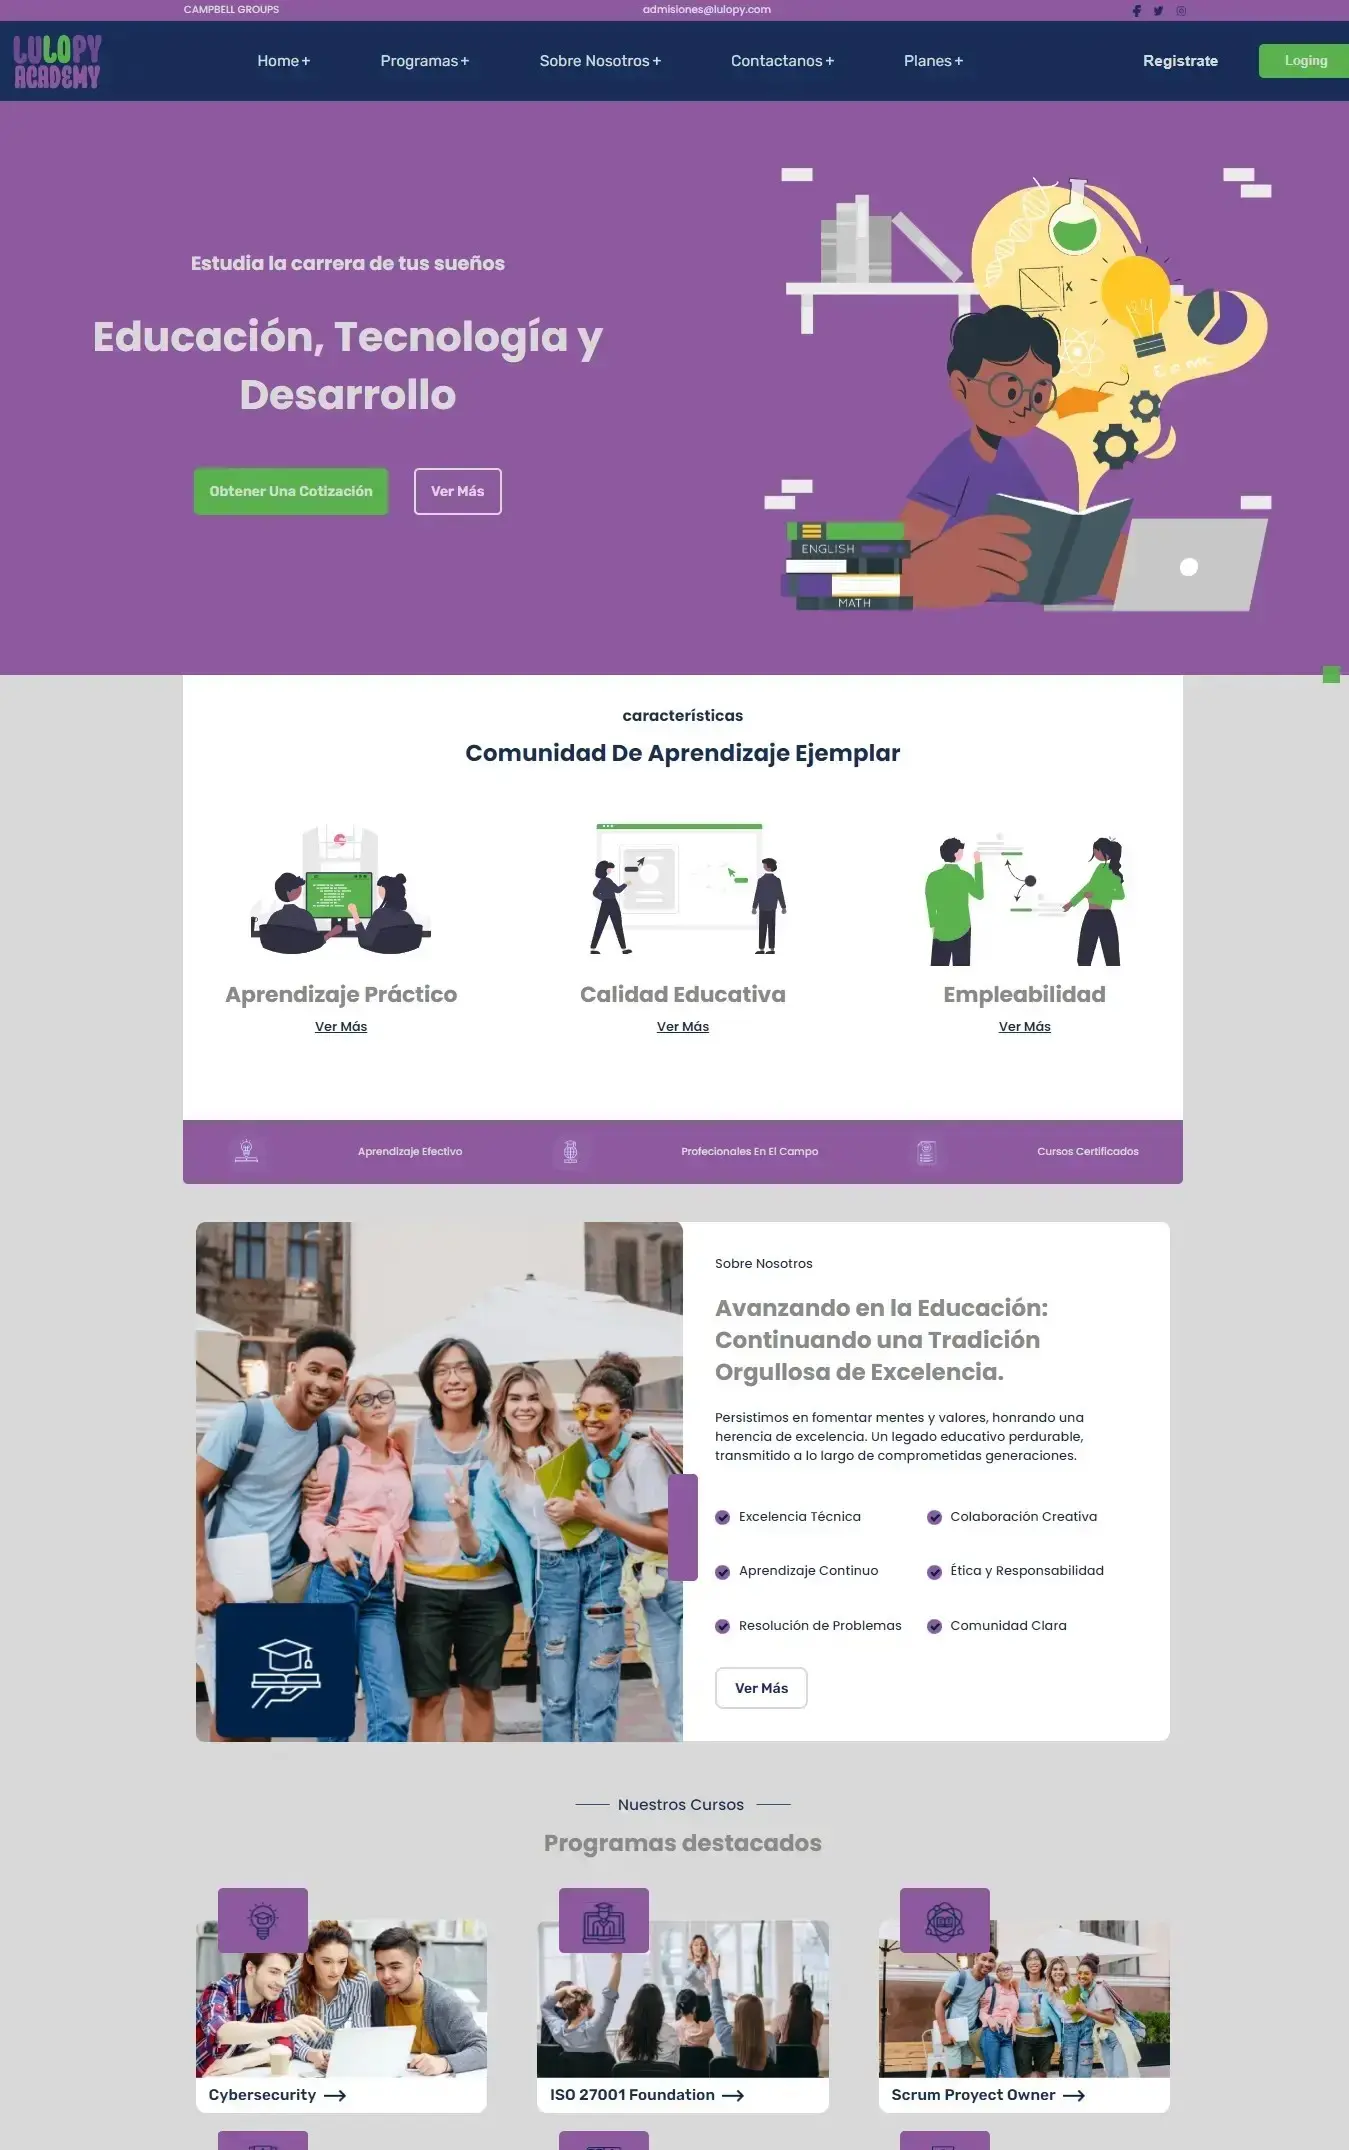 CAMPBELL GROUPS
admisiones@lulopy.com
LULOPY
ACADEMY
Home +
Programas +
Sobre Nosotros +
Contactanos +
Planes +
Registrate
Loging
Estudia la carrera de tus sueños
Educación, Tecnología y
Desarrollo
Obtener Una Cotización
Ver Más
ENGLISH
MATH
características
Comunidad De Aprendizaje Ejemplar
Aprendizaje Práctico
Calidad Educativa
Empleabilidad
Ver Más
Ver Más
Ver Más
Aprendizaje Efectivo
Profecionales En El Campo
Cursos Certificados
Sobre Nosotros
Avanzando en la Educación:
Continuando una Tradición
Orgullosa de Excelencia.
Persistimos en fomentar mentes y valores, honrando una
herencia de excelencia. Un legado educativo perdurable,
transmitido a lo largo de comprometidas generaciones.
Excelencia Técnica
Colaboración Creativa
Aprendizaje Continuo
Ética y Responsabilidad
Resolución de Problemas
Comunidad Clara
Ver Más
Nuestros Cursos
Programas destacados
Cybersecurity
ISO 27001 Foundation
Scrum Proyect Owner